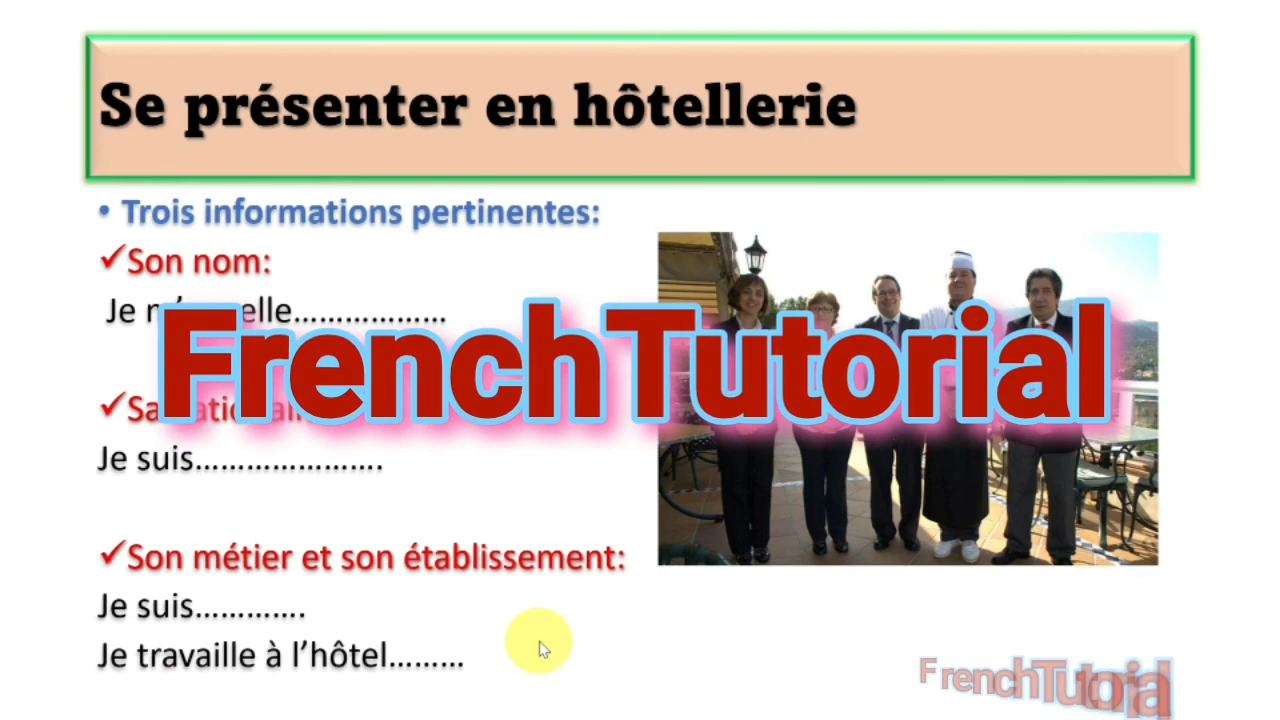 Se présenter en hôtellerie
• Trois informations pertinentes:
✓Son nom:
Je m’ elle………………
FrenchTutorial
✓Sa
Je suis………………….
✓Son métier et son établissement:
Je suis………….
Je travaille à l’hôtel………
FrenchTutorial